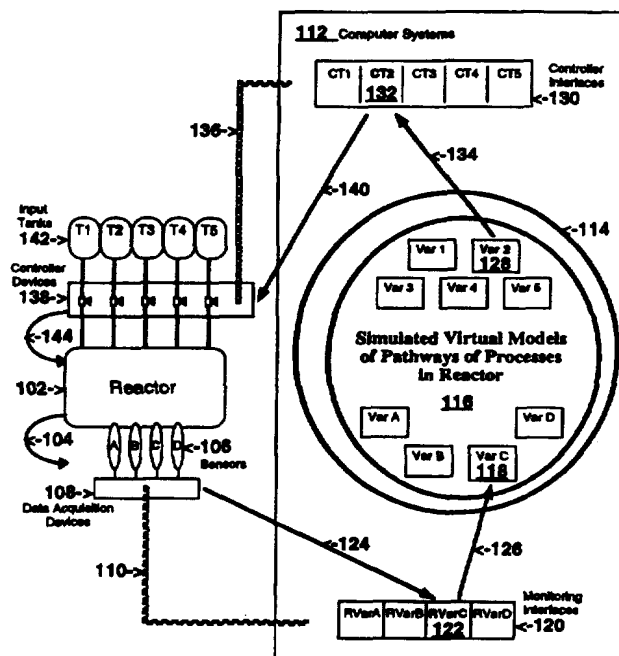 112 Computer Systems
CT1 CT2 CT3 CT4 CT5
132
Controller
Interfaces
130
136
134
140
Input
Tanks
142
T1 T2 T3 T4 T5
114
Var 1 Var 2
128
Controller
Devices
138
Var 3 Var 4 Var 5
144
Simulated Virtual Models
of Pathways of Processes
in Reactor
116
102
Reactor
Var A Var D
104
A B C D
106
Sensors
Var B Var C
118
108
Data Acquisition
Devices
124
126
110
Monitoring
Interfaces
RVarA RVarB RVarC RVarD
122
120